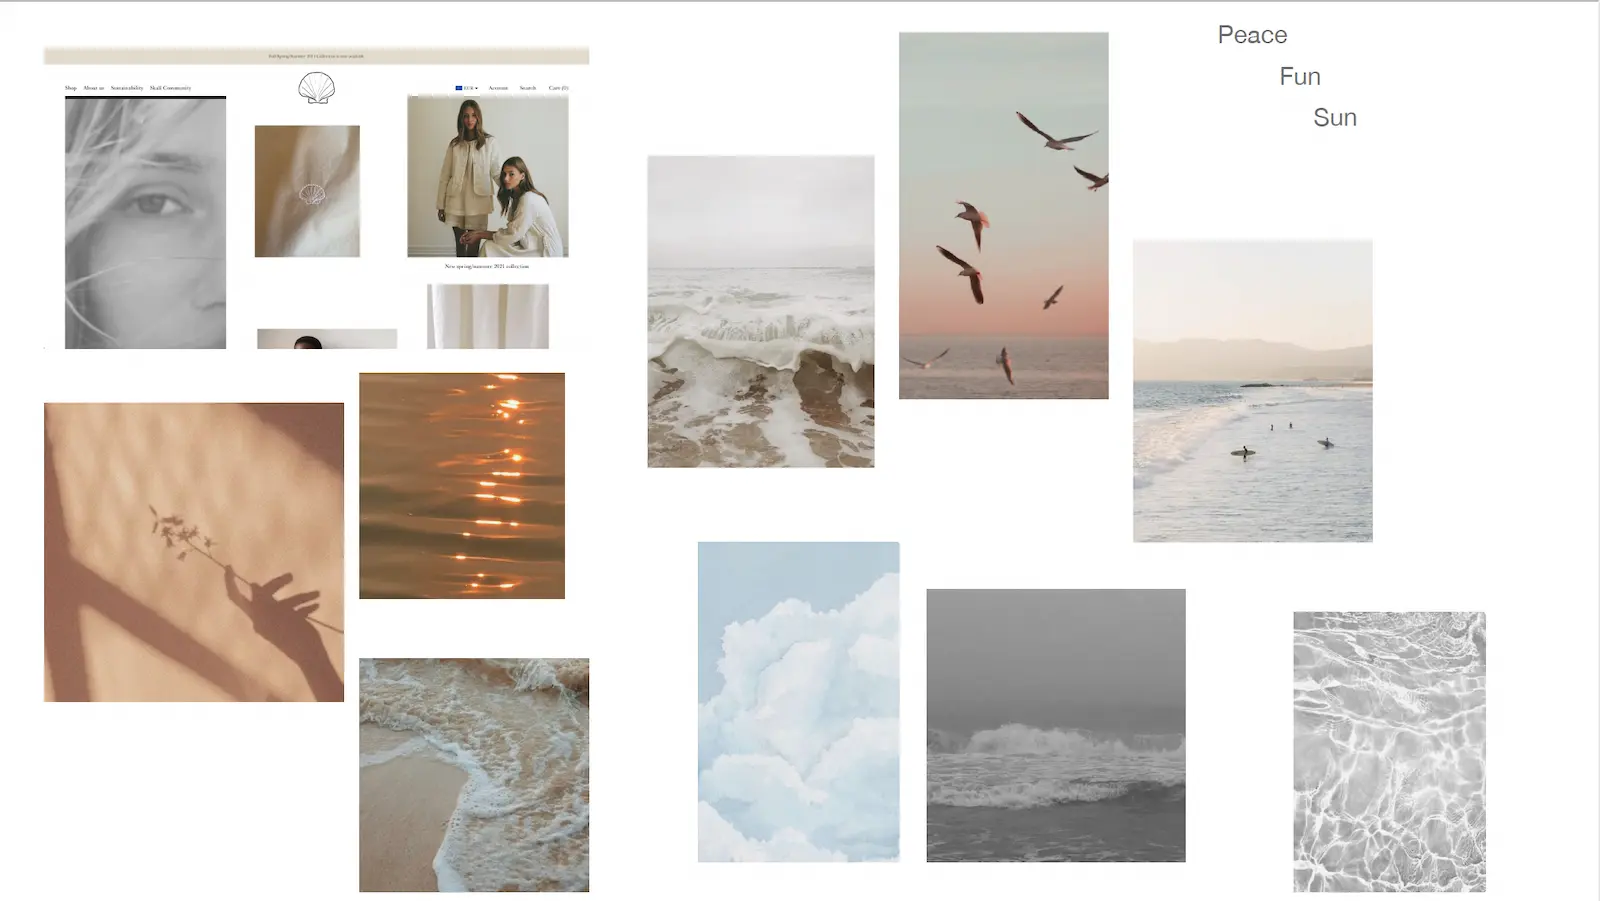 Shop About us Sustainability Skall Community
EUR Account Search Cart (0)
New spring/summer 2021 collection
Peace
Fun
Sun